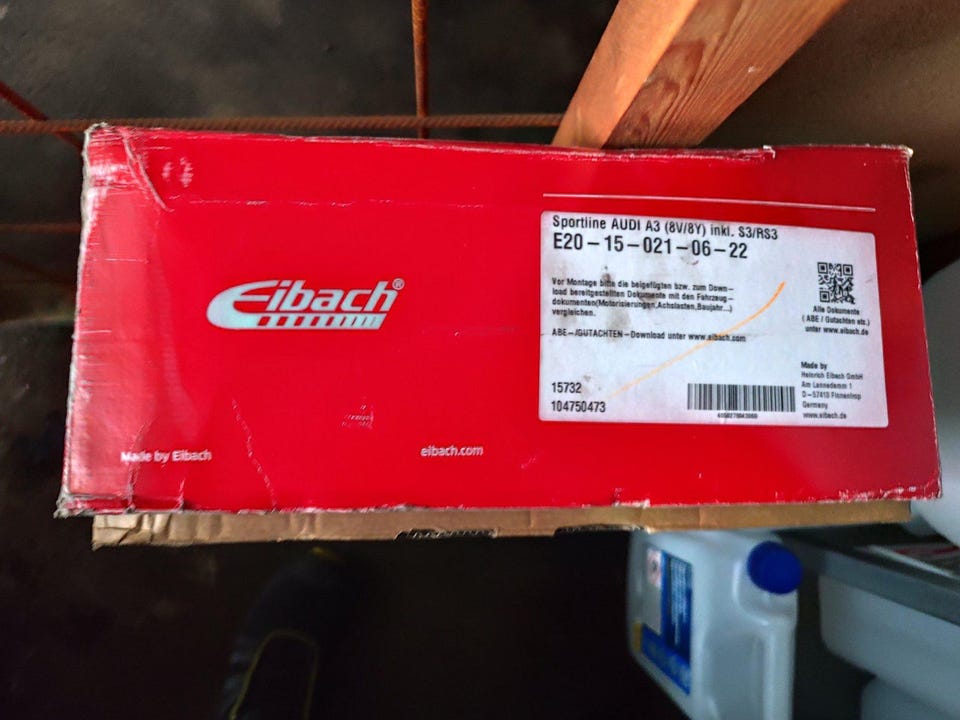 Eibach®
Made by Eibach
eibach.com
Sportline AUDI A3 (8V/8Y) inkl. S3/RS3
E20-15-021-06-22
Vor Montage bitte die beigefügten bzw. zum Down-
load bereitgestellten Dokumente mit den Fahrzeug-
dokumenten(Motorisierungen,Achslasten,Baujahr...)
vergleichen.
ABE-/GUTACHTEN-Download unter www.eibach.com
Alle Dokumente
( ABE / Gutachten etc.)
unter www.eibach.de
15732
104750473
Made by
Heinrich Eibach GmbH
Am Lennedamm 1
D-57413 Finnentrop
Germany
www.eibach.de